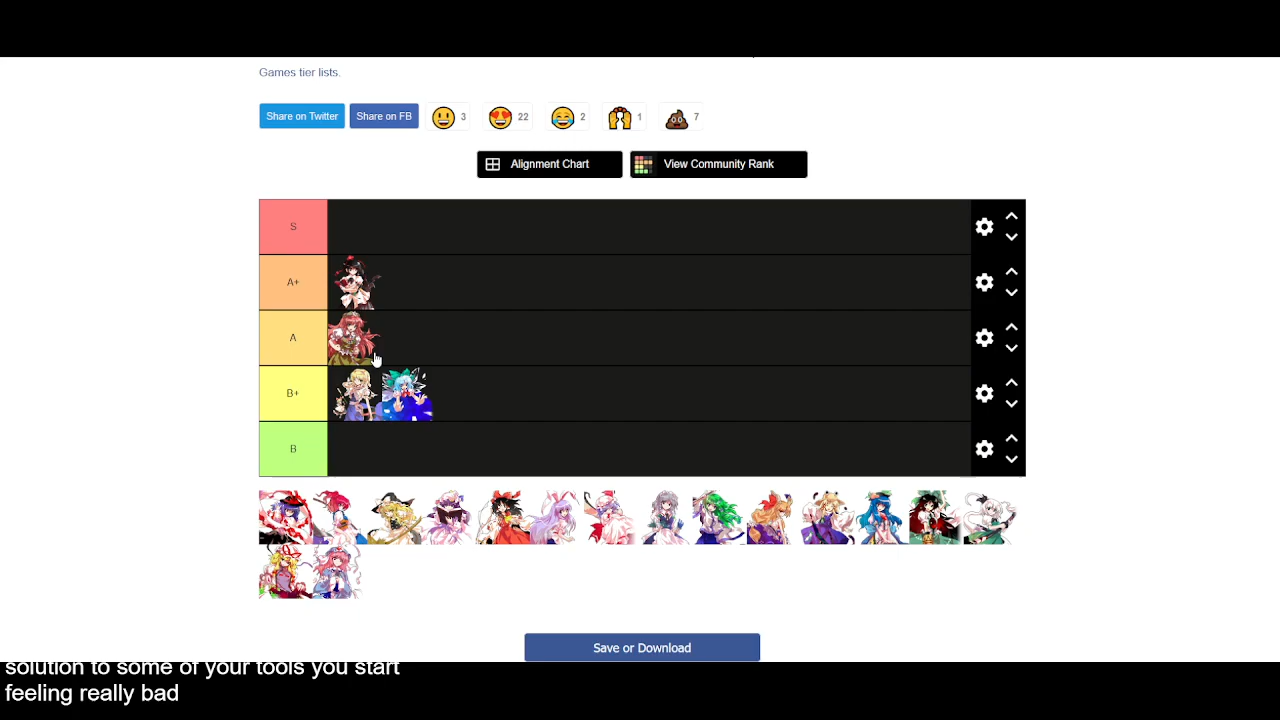 Games tier lists.
Share on Twitter Share on FB 3 22 2 1 7
Alignment Chart View Community Rank
S
A+
A
B+
B
Save or Download
solution to some of your tools you start
feeling really bad